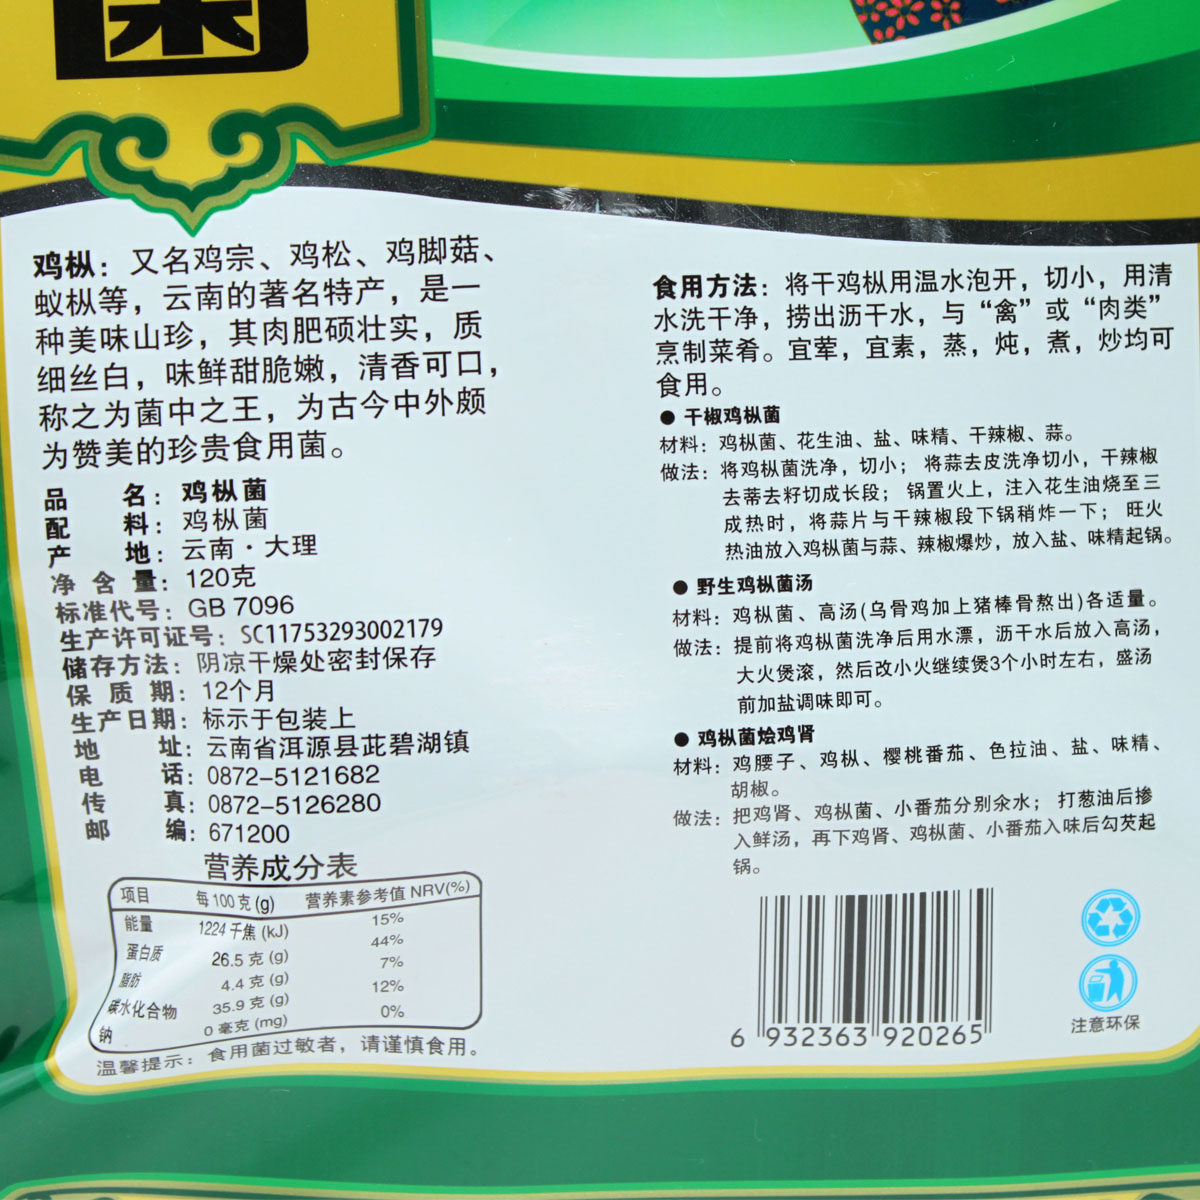 菌
鸡枞：又名鸡宗、鸡松、鸡脚菇、
蚁枞等，云南的著名特产，是一
种美味山珍，其肉肥硕壮实，质
细丝白，味鲜甜脆嫩，清香可口，
称之为菌中之王，为古今中外颇
为赞美的珍贵食用菌。
品 名：鸡枞菌
配 料：鸡枞菌
产 地：云南·大理
净含量：120克
标准代号：GB 7096
生产许可证号：SC11753293002179
储存方法：阴凉干燥处密封保存
保质期：12个月
生产日期：标示于包装上
地 址：云南省洱源县茈碧湖镇
电 话：0872-5121682
传 真：0872-5126280
邮 编：671200
营养成分表
项目 每100克(g) 营养素参考值NRV(%)
能量 1224千焦(kJ) 15%
蛋白质 26.5克(g) 44%
脂肪 4.4克(g) 7%
碳水化合物 35.9克(g) 12%
钠 0毫克(mg) 0%
温馨提示：食用菌过敏者，请谨慎食用。
食用方法：将干鸡枞用温水泡开，切小，用清
水洗干净，捞出沥干水，与“禽”或“肉类”
烹制菜肴。宜荤，宜素，蒸，炖，煮，炒均可
食用。
●干椒鸡枞菌
材料：鸡枞菌、花生油、盐、味精、干辣椒、蒜。
做法：将鸡枞菌洗净，切小；将蒜去皮洗净切小，干辣椒
去蒂去籽切成长段；锅置火上，注入花生油烧至三
成热时，将蒜片与干辣椒段下锅稍炸一下；旺火
热油放入鸡枞菌与蒜、辣椒爆炒，放入盐、味精起锅。
●野生鸡枞菌汤
材料：鸡枞菌、高汤(乌骨鸡加上猪棒骨熬出)各适量。
做法：提前将鸡枞菌洗净后用水漂，沥干水后放入高汤，
大火煲滚，然后改小火继续煲3个小时左右，盛汤
前加盐调味即可。
●鸡枞菌烩鸡肾
材料：鸡腰子、鸡枞、樱桃番茄、色拉油、盐、味精、
胡椒。
做法：把鸡肾、鸡枞菌、小番茄分别汆水；打葱油后掺
入鲜汤，再下鸡肾、鸡枞菌、小番茄入味后勾芡起
锅。
6 932363 920265
注意环保